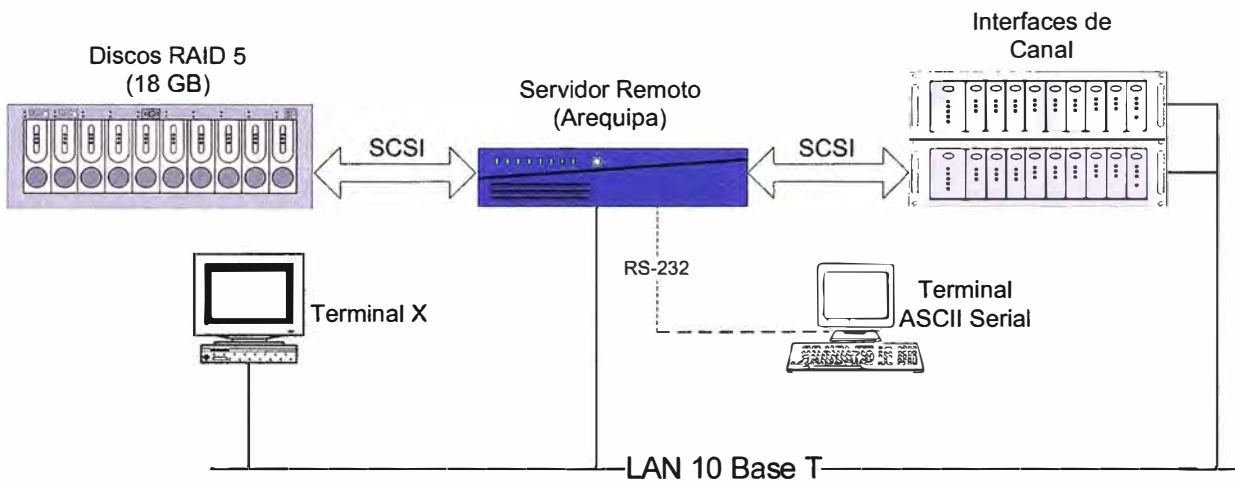 Discos RAID 5
(18 GB)
Servidor Remoto
(Arequipa)
Interfaces de
Canal
SCSI
SCSI
RS-232
Terminal X
Terminal
ASCII Serial
LAN 10 Base T